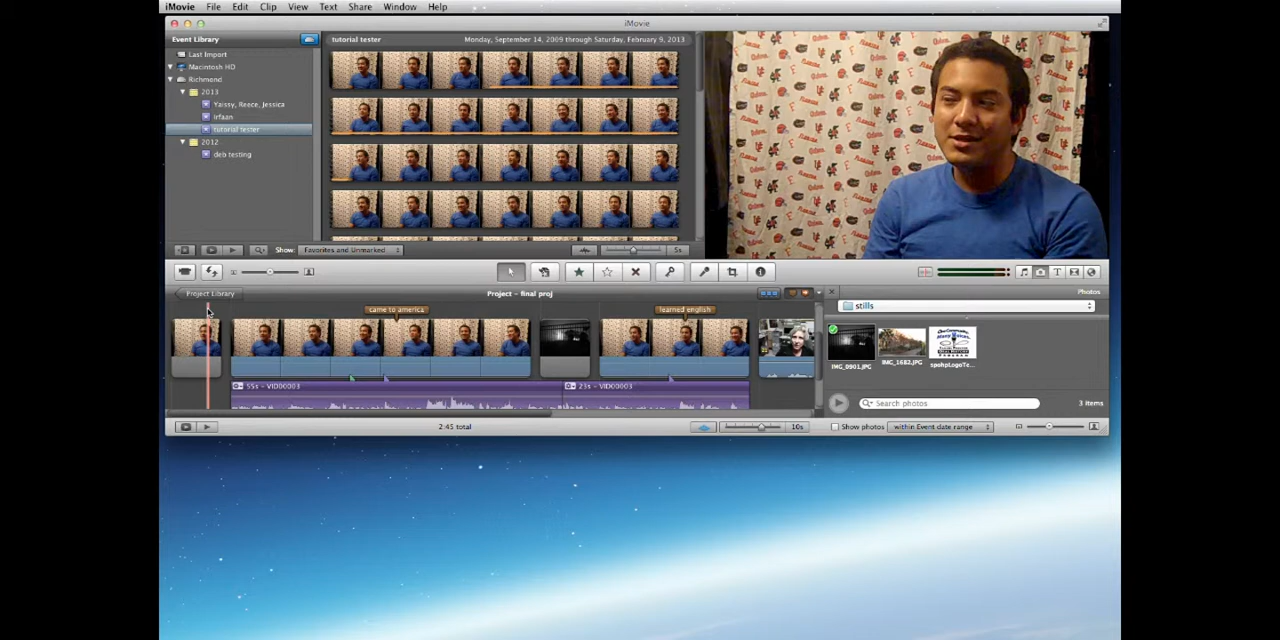 iMovie File Edit Clip View Text Share Window Help
iMovie
Event Library
tutorial tester
Monday, September 14, 2009 through Saturday, February 9, 2013
Last Import
Macintosh HD
Richmond
2013
Yaissy, Reece, Jessica
Irfaan
tutorial tester
2012
deb testing
Show: Favorites and Unmarked
5s
Project Library
Project - final proj
Photos
came to america
learned english
stills
IMG_0901.JPG
IMG_1682.JPG
spohpLogoTe...
55s - VID00003
23s - VID00003
Search photos
3 items
2:45 total
10s
Show photos
within Event date range